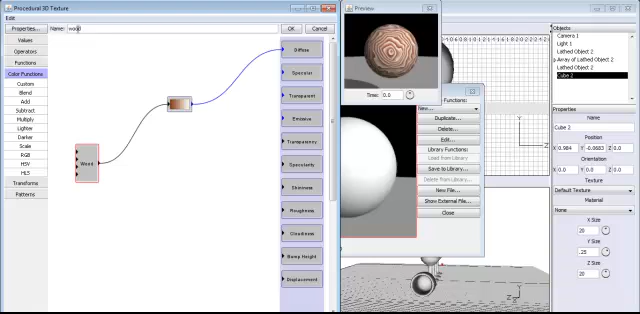 Procedural 3D Texture
Edit
Properties...
Name: wood
OK
Cancel
Values
Operators
Functions
Color Functions
Custom
Blend
Add
Subtract
Multiply
Lighter
Darker
Scale
RGB
HSV
HLS
Transforms
Patterns
Wood
Diffuse
Specular
Transparent
Emissive
Transparency
Specularity
Shininess
Roughness
Cloudiness
Bump Height
Displacement
Preview
Time: 0.0
Functions:
New...
Duplicate...
Delete...
Edit...
Library Functions:
Load from Library
Save to Library...
Delete from Library...
New File...
Show External File...
Close
Y
Z
Y
Z
Objects
Camera 1
Light 1
Lathed Object 2
Array of Lathed Object 2
Lathed Object 2
Cube 2
Properties
Name
Cube 2
Position
X 0.984 Y -0.0683 Z 0.0
Orientation
X 0.0 Y 0.0 Z 0.0
Texture
Default Texture
Material
None
X Size
20
Y Size
.25
Z Size
20